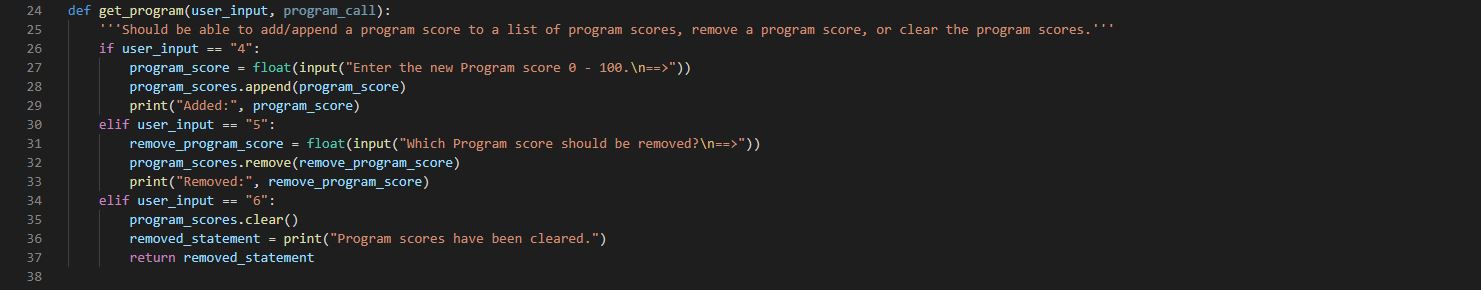 24 def get_program(user_input, program_call):
25 '''Should be able to add/append a program score to a list of program scores, remove a program score, or clear the program scores.'''
26 if user_input == "4":
27 program_score = float(input("Enter the new Program score 0 - 100.\n==>"))
28 program_scores.append(program_score)
29 print("Added:", program_score)
30 elif user_input == "5":
31 remove_program_score = float(input("Which Program score should be removed?\n==>"))
32 program_scores.remove(remove_program_score)
33 print("Removed:", remove_program_score)
34 elif user_input == "6":
35 program_scores.clear()
36 removed_statement = print("Program scores have been cleared.")
37 return removed_statement
38